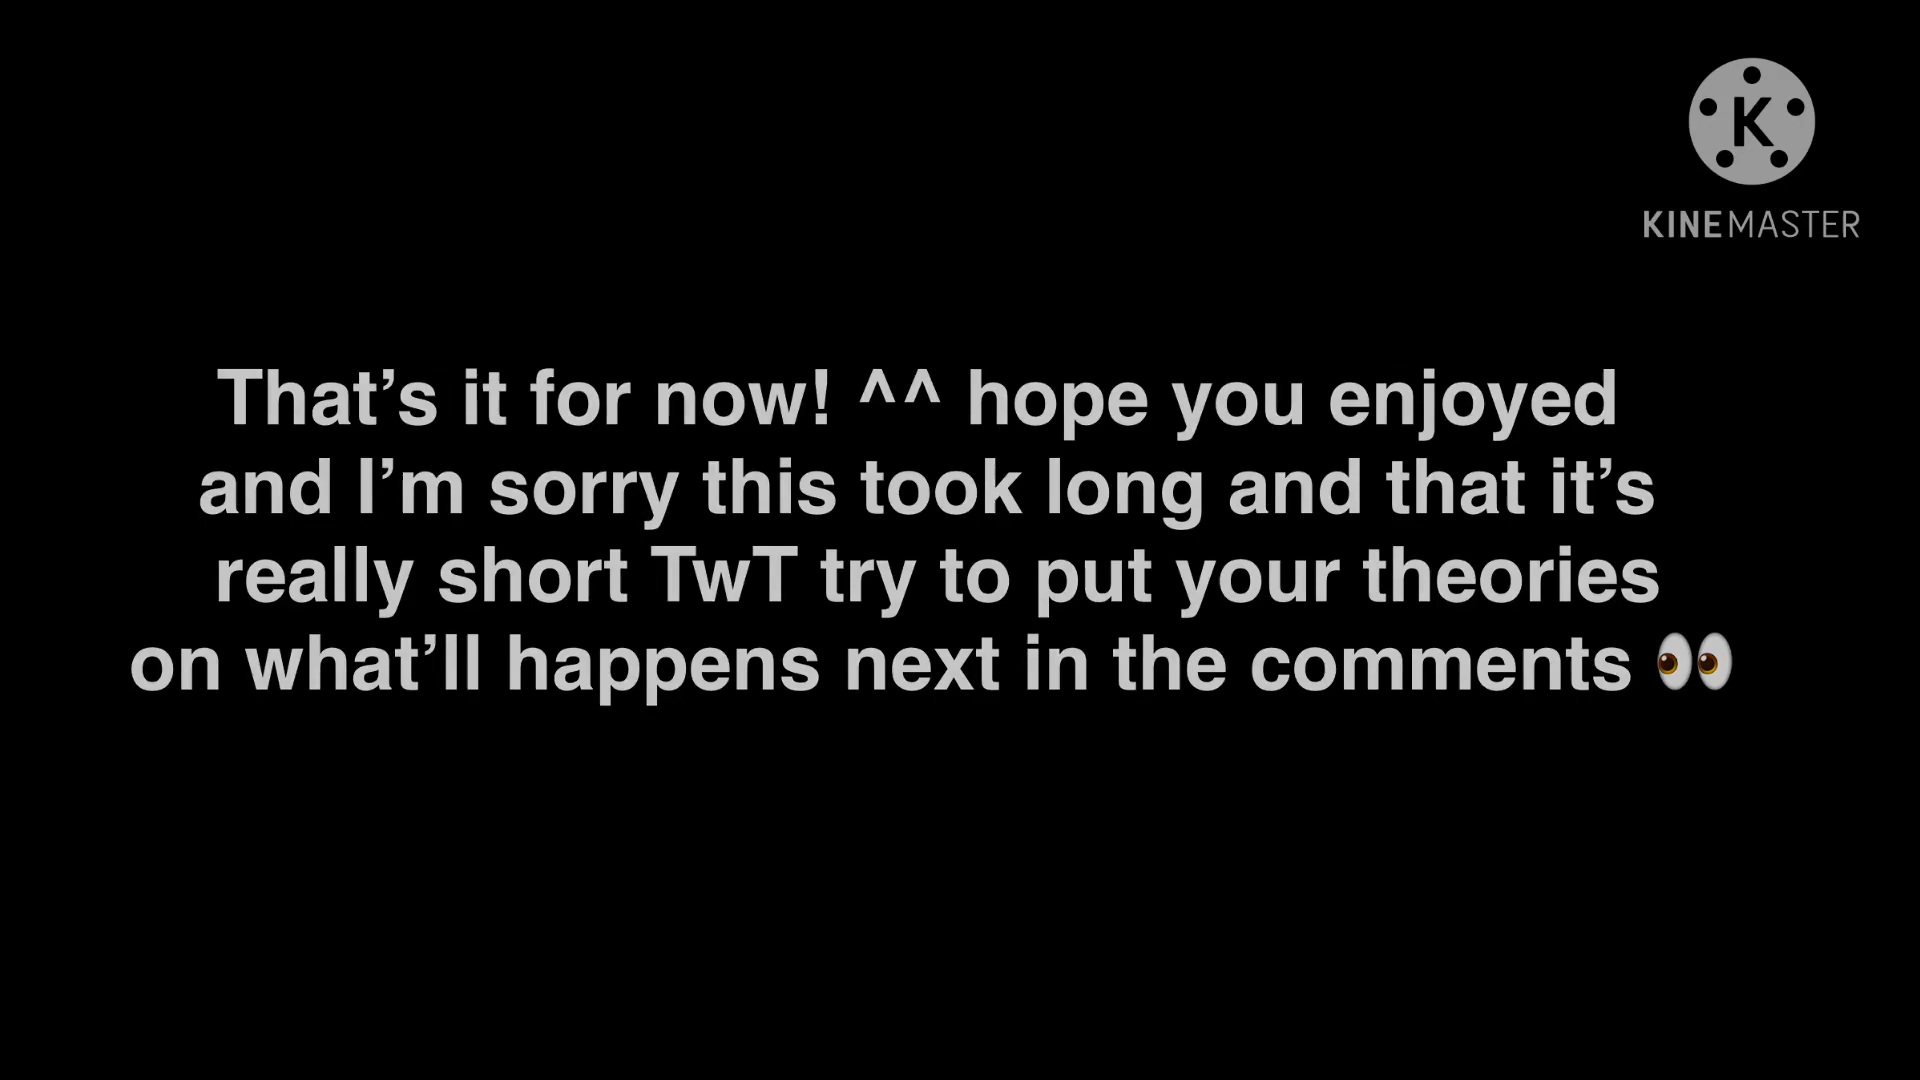 K
KINEMASTER
That’s it for now! ^^ hope you enjoyed
and I’m sorry this took long and that it’s
really short TwT try to put your theories
on what’ll happens next in the comments 👀